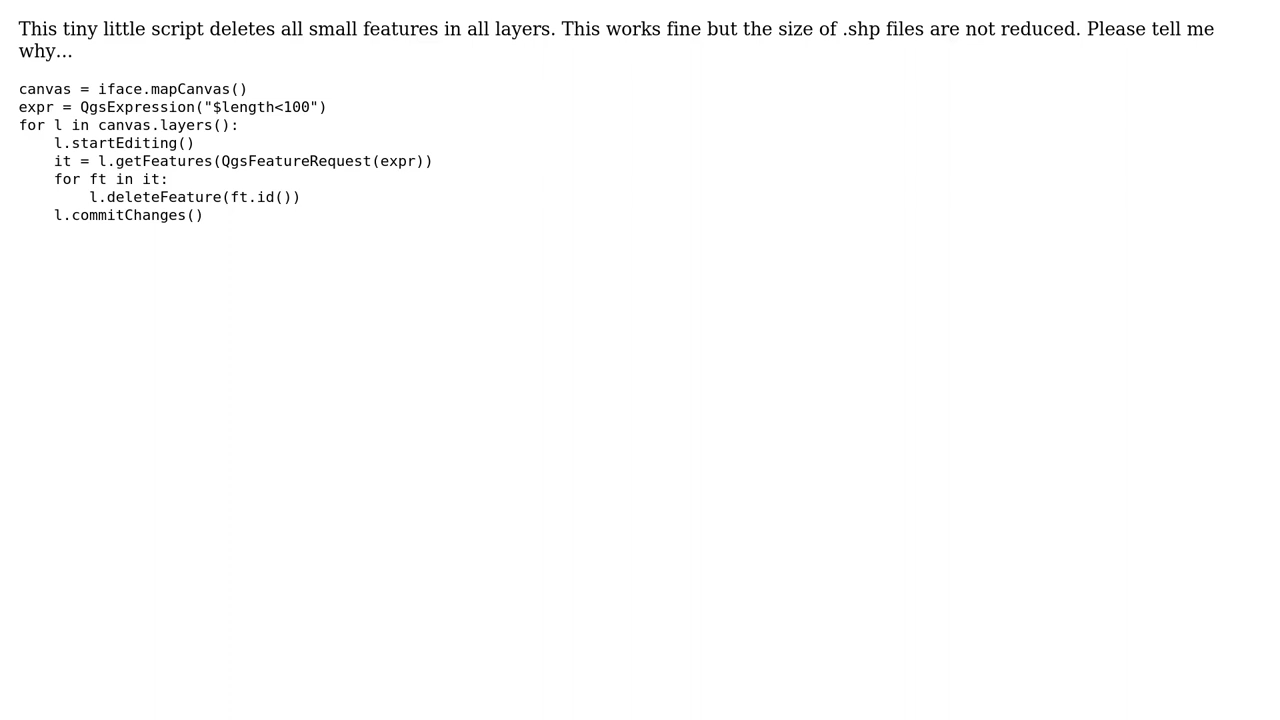 This tiny little script deletes all small features in all layers. This works fine but the size of .shp files are not reduced. Please tell me
why...
canvas = iface.mapCanvas()
expr = QgsExpression("$length<100")
for l in canvas.layers():
    l.startEditing()
    it = l.getFeatures(QgsFeatureRequest(expr))
    for ft in it:
        l.deleteFeature(ft.id())
    l.commitChanges()